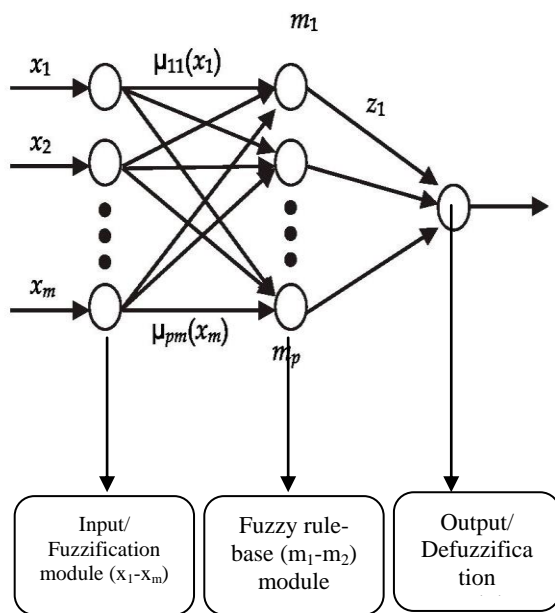 m₁
x₁
μ₁₁(x₁)
z₁
x₂
xₘ
μₚₘ(xₘ)
mₚ
Input/
Fuzzification
module (x₁-xₘ)
Fuzzy rule-
base (m₁-m₂)
module
Output/
Defuzzifica
tion